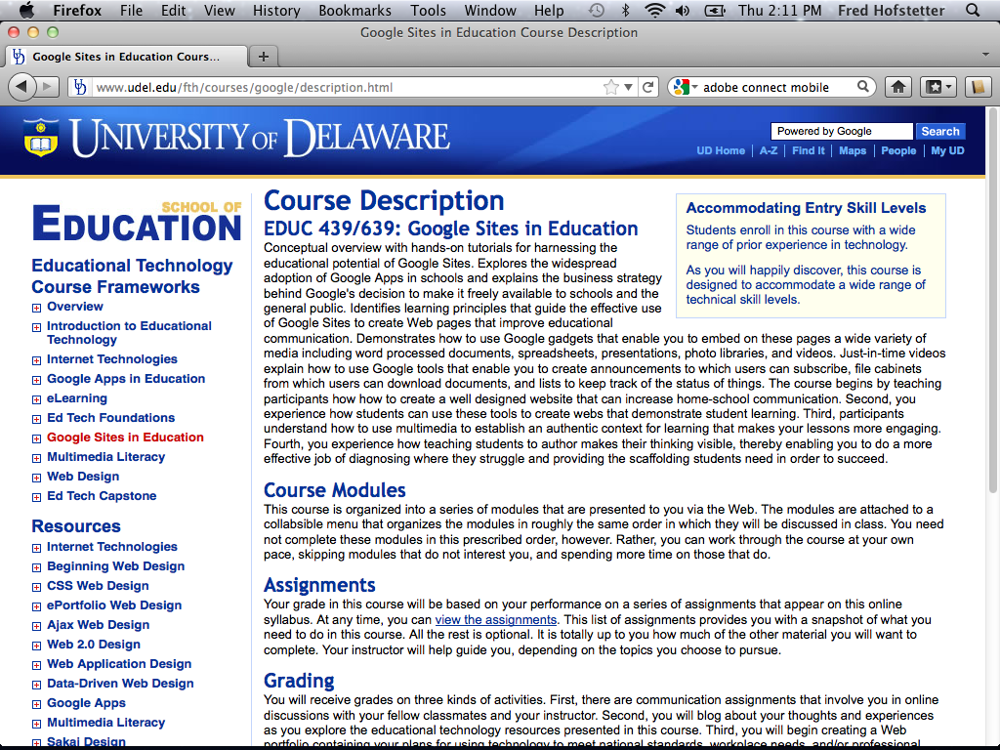 Firefox File Edit View History Bookmarks Tools Window Help Thu 2:11 PM Fred Hofstetter
Google Sites in Education Course Description
Google Sites in Education Cours...
www.udel.edu/fth/courses/google/description.html
adobe connect mobile
UNIVERSITY OF DELAWARE
Powered by Google Search
UD Home | A-Z | Find It | Maps | People | My UD
SCHOOL OF
EDUCATION
Educational Technology
Course Frameworks
Overview
Introduction to Educational
Technology
Internet Technologies
Google Apps in Education
eLearning
Ed Tech Foundations
Google Sites in Education
Multimedia Literacy
Web Design
Ed Tech Capstone
Resources
Internet Technologies
Beginning Web Design
CSS Web Design
ePortfolio Web Design
Ajax Web Design
Web 2.0 Design
Web Application Design
Data-Driven Web Design
Google Apps
Multimedia Literacy
Sakai Design
Course Description
EDUC 439/639: Google Sites in Education
Conceptual overview with hands-on tutorials for harnessing the
educational potential of Google Sites. Explores the widespread
adoption of Google Apps in schools and explains the business strategy
behind Google's decision to make it freely available to schools and the
general public. Identifies learning principles that guide the effective use
of Google Sites to create Web pages that improve educational
communication. Demonstrates how to use Google gadgets that enable you to embed on these pages a wide variety of
media including word processed documents, spreadsheets, presentations, photo libraries, and videos. Just-in-time videos
explain how to use Google tools that enable you to create announcements to which users can subscribe, file cabinets
from which users can download documents, and lists to keep track of the status of things. The course begins by teaching
participants how how to create a well designed website that can increase home-school communication. Second, you
experience how students can use these tools to create webs that demonstrate student learning. Third, participants
understand how to use multimedia to establish an authentic context for learning that makes your lessons more engaging.
Fourth, you experience how teaching students to author makes their thinking visible, thereby enabling you to do a more
effective job of diagnosing where they struggle and providing the scaffolding students need in order to succeed.
Accommodating Entry Skill Levels
Students enroll in this course with a wide
range of prior experience in technology.
As you will happily discover, this course is
designed to accommodate a wide range of
technical skill levels.
Course Modules
This course is organized into a series of modules that are presented to you via the Web. The modules are attached to a
collabsible menu that organizes the modules in roughly the same order in which they will be discussed in class. You need
not complete these modules in this prescribed order, however. Rather, you can work through the course at your own
pace, skipping modules that do not interest you, and spending more time on those that do.
Assignments
Your grade in this course will be based on your performance on a series of assignments that appear on this online
syllabus. At any time, you can view the assignments. This list of assignments provides you with a snapshot of what you
need to do in this course. All the rest is optional. It is totally up to you how much of the other material you will want to
complete. Your instructor will help guide you, depending on the topics you choose to pursue.
Grading
You will receive grades on three kinds of activities. First, there are communication assignments that involve you in online
discussions with your fellow classmates and your instructor. Second, you will blog about your thoughts and experiences
as you explore the educational technology resources presented in this course. Third, you will begin creating a Web
portfolio containing your plans for using technology to meet national standards, workplace needs, and/or professional